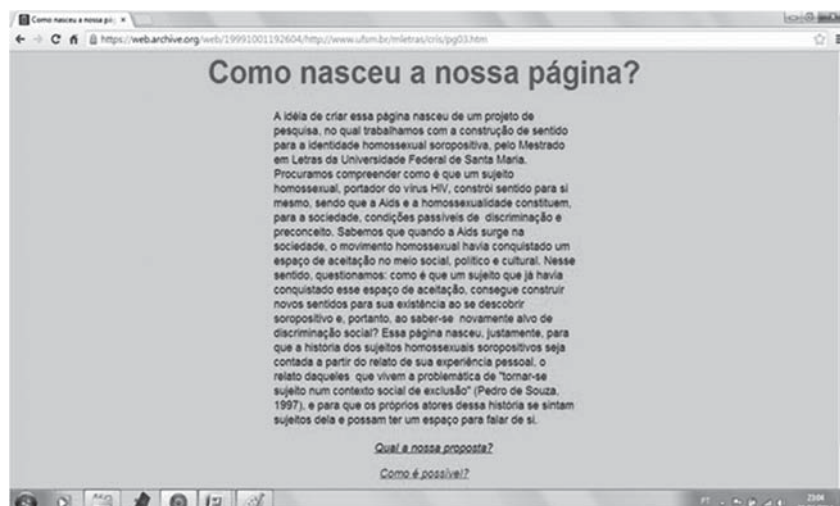 Como nasceu a nossa pág
https://web.archive.org/web/19991001192604/http://www.ufsm.br/mletras/cris/pg03.htm
Como nasceu a nossa página?
A idéia de criar essa página nasceu de um projeto de
pesquisa, no qual trabalhamos com a construção de sentido
para a identidade homossexual soropositiva, pelo Mestrado
em Letras da Universidade Federal de Santa Maria.
Procuramos compreender como é que um sujeito
homossexual, portador do vírus HIV, constrói sentido para si
mesmo, sendo que a Aids e a homossexualidade constituem,
para a sociedade, condições passíveis de discriminação e
preconceito. Sabemos que quando a Aids surge na
sociedade, o movimento homossexual havia conquistado um
espaço de aceitação no meio social, político e cultural. Nesse
sentido, questionamos: como é que um sujeito que já havia
conquistado esse espaço de aceitação, consegue construir
novos sentidos para sua existência ao se descobrir
soropositivo e, portanto, ao saber-se novamente alvo de
discriminação social? Essa página nasceu, justamente, para
que a história dos sujeitos homossexuais soropositivos seja
contada a partir do relato de sua experiência pessoal, o
relato daqueles que vivem a problemática de "tornar-se
sujeito num contexto social de exclusão" (Pedro de Souza,
1997), e para que os próprios atores dessa história se sintam
sujeitos dela e possam ter um espaço para falar de si.
Qual a nossa proposta?
Como é possível?
PT
23:04